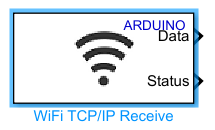 ARDUINO
Data
Status
WiFi TCP/IP Receive